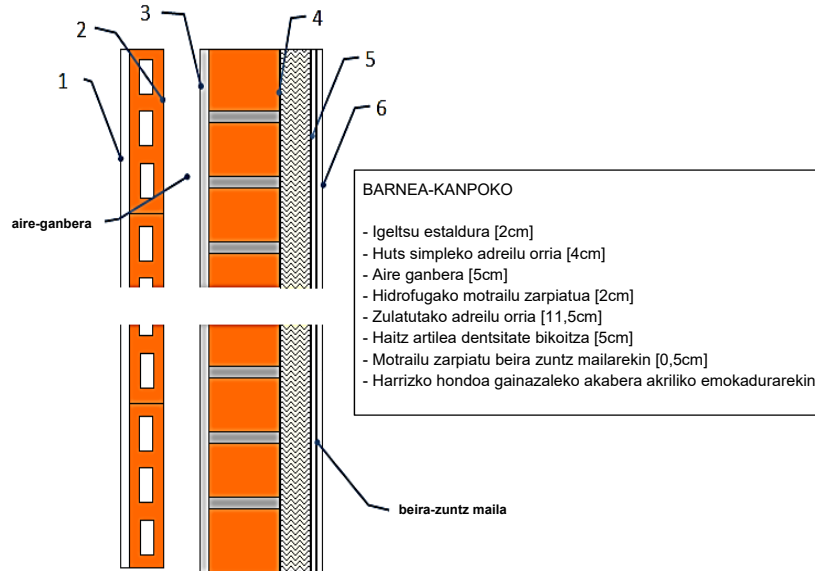 1
2
3
4
5
6
aire-ganbera
BARNEA-KANPOKO
- Igeltsu estaldura [2cm]
- Huts simpleko adreilu orria [4cm]
- Aire ganbera [5cm]
- Hidrofugako motrailu zarpiatua [2cm]
- Zulatutako adreilu orria [11,5cm]
- Haitz artilea dentsitate bikoitza [5cm]
- Motrailu zarpiatu beira zuntz mailarekin [0,5cm]
- Harrizko hondoa gainazaleko akabera akriliko emokadurarekin
beira-zuntz maila